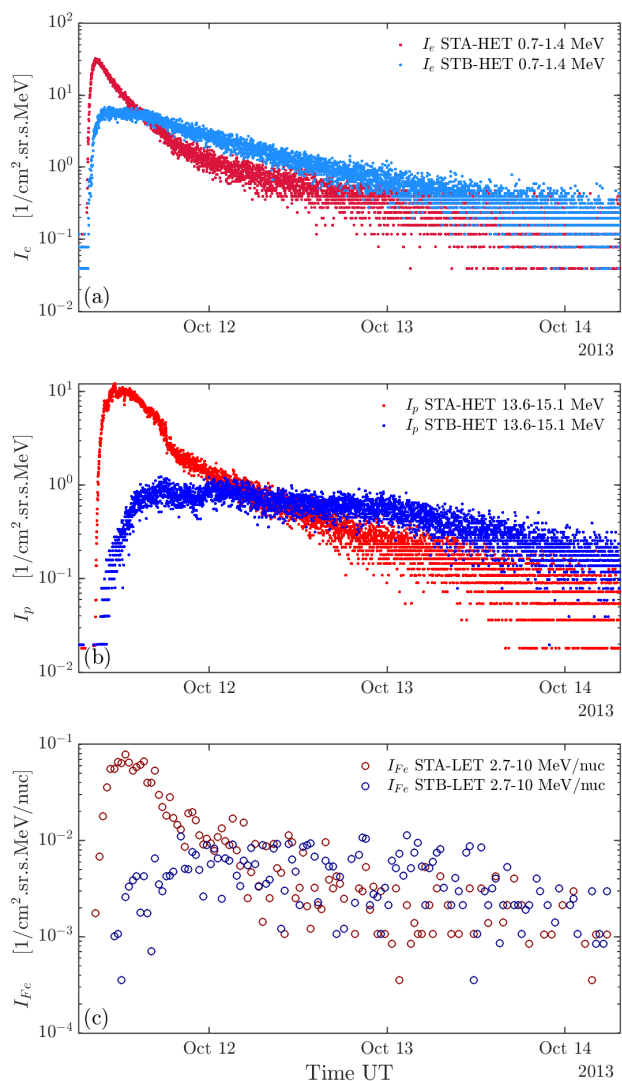 10^2
I_e STA-HET 0.7-1.4 MeV
I_e STB-HET 0.7-1.4 MeV
10^1
10^0
10^-1
10^-2
I_e [1/cm^2.sr.s.MeV]
(a)
Oct 12
Oct 13
Oct 14
2013
10^1
I_p STA-HET 13.6-15.1 MeV
I_p STB-HET 13.6-15.1 MeV
10^0
10^-1
10^-2
I_p [1/cm^2.sr.s.MeV]
(b)
Oct 12
Oct 13
Oct 14
2013
10^-1
I_Fe STA-LET 2.7-10 MeV/nuc
I_Fe STB-LET 2.7-10 MeV/nuc
10^-2
10^-3
10^-4
I_Fe [1/cm^2.sr.s.MeV/nuc]
(c)
Oct 12
Oct 13
Oct 14
Time UT
2013